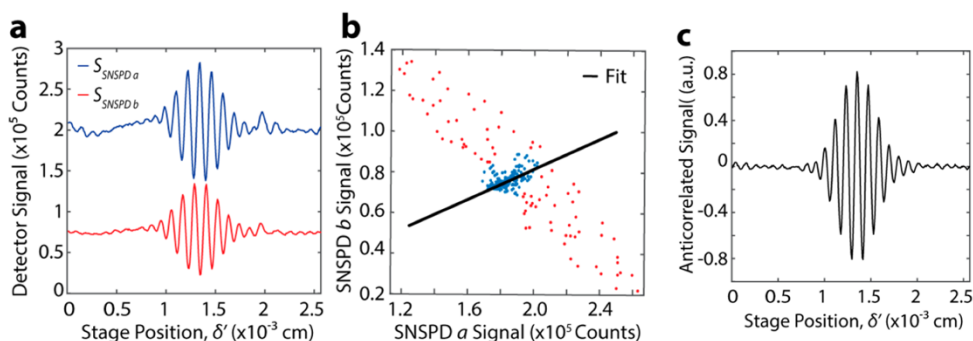 a
Detector Signal (x10⁵ Counts)
3
2.5
2
1.5
1
0.5
0
S_SNSPD a
S_SNSPD b
0 0.5 1 1.5 2 2.5
Stage Position, δ′ (x10⁻³ cm)
b
SNSPD b Signal (x10⁵Counts)
1.4
1.2
1.0
0.8
0.6
0.4
0.2
Fit
1.2 1.6 2.0 2.4
SNSPD a Signal (x10⁵ Counts)
c
Anticorrelated Signal( (a.u.)
0.8
0.4
0
-0.4
-0.8
0 0.5 1.0 1.5 2.0 2.5
Stage Position, δ′ (x10⁻³ cm)